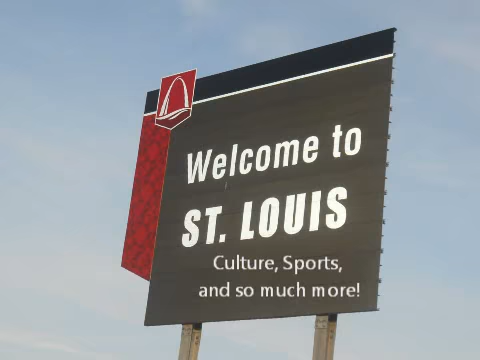 Welcome to
ST. LOUIS
Culture, Sports,
and so much more!